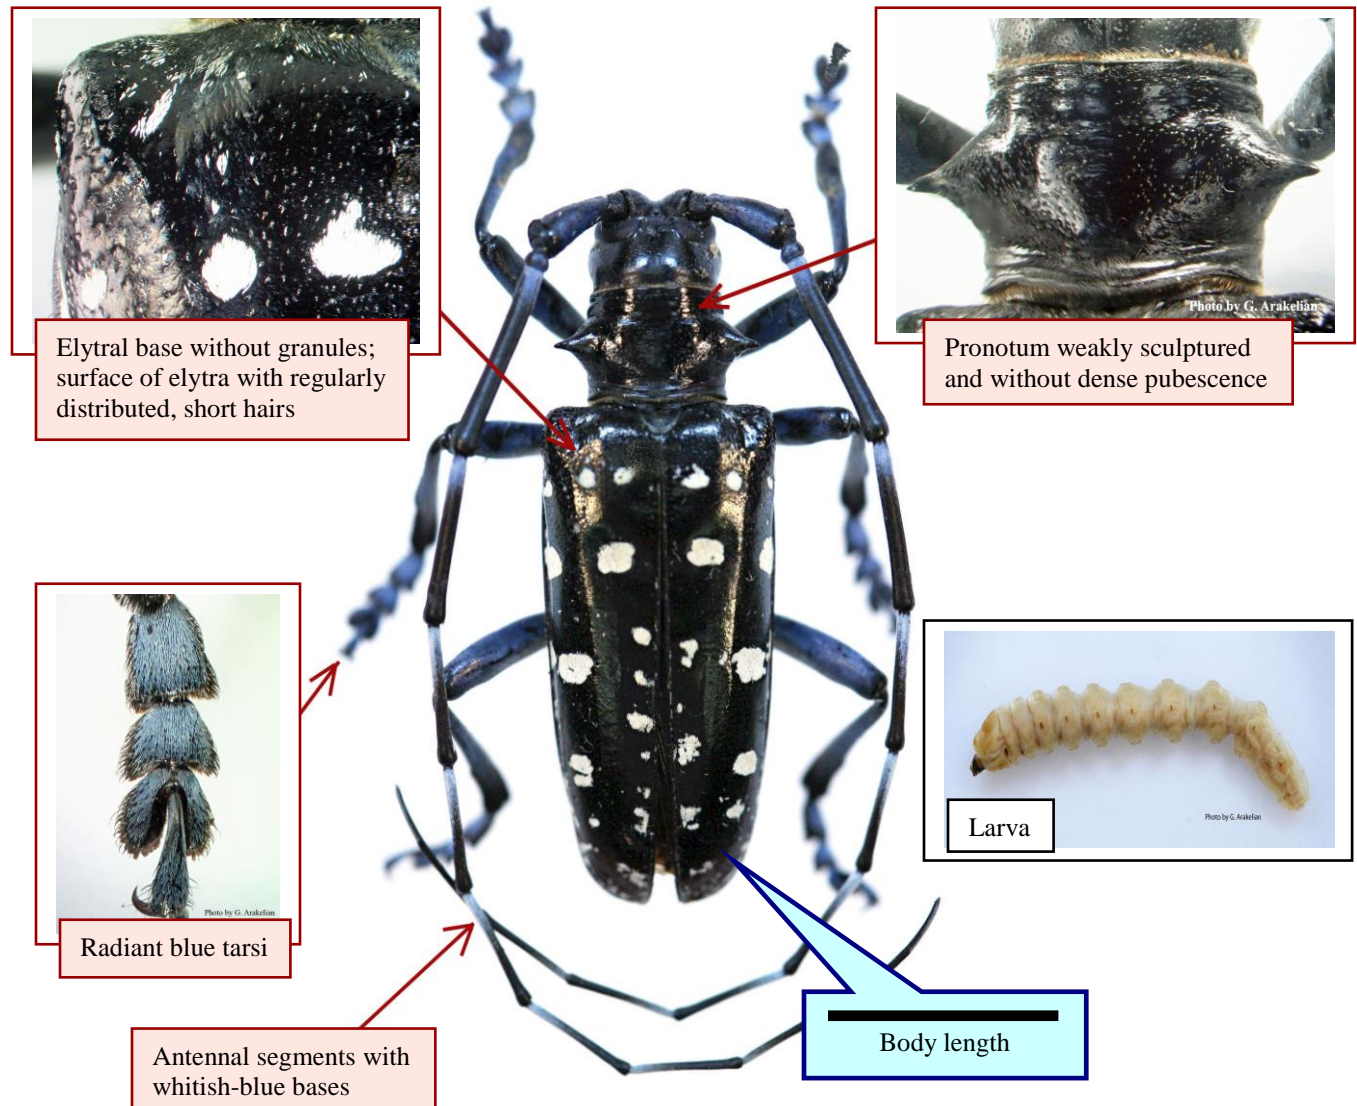 Elytral base without granules;
surface of elytra with regularly
distributed, short hairs
Photo by G. Arakelian
Pronotum weakly sculptured
and without dense pubescence
Photo by G. Arakelian
Radiant blue tarsi
Photo by G. Arakelian
Larva
Body length
Antennal segments with
whitish-blue bases